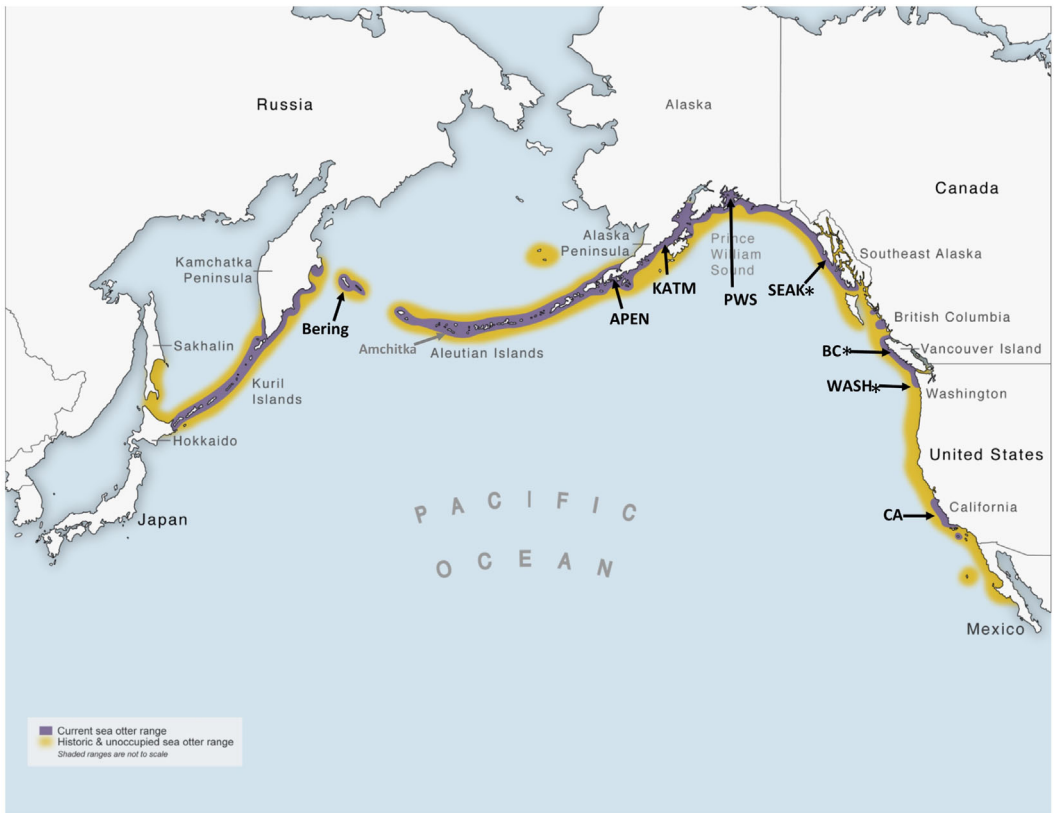 Russia
Alaska
Canada
Alaska
Peninsula
Prince
William
Sound
Southeast Alaska
Kamchatka
Peninsula
KATM
SEAK*
PWS
APEN
Bering
British Columbia
Sakhalin
Amchitka
Aleutian Islands
BC*
Vancouver Island
Kuril
Islands
WASH*
Washington
Hokkaido
United States
PACIFIC
OCEAN
California
CA
Japan
Mexico
Current sea otter range
Historic & unoccupied sea otter range
Shaded ranges are not to scale